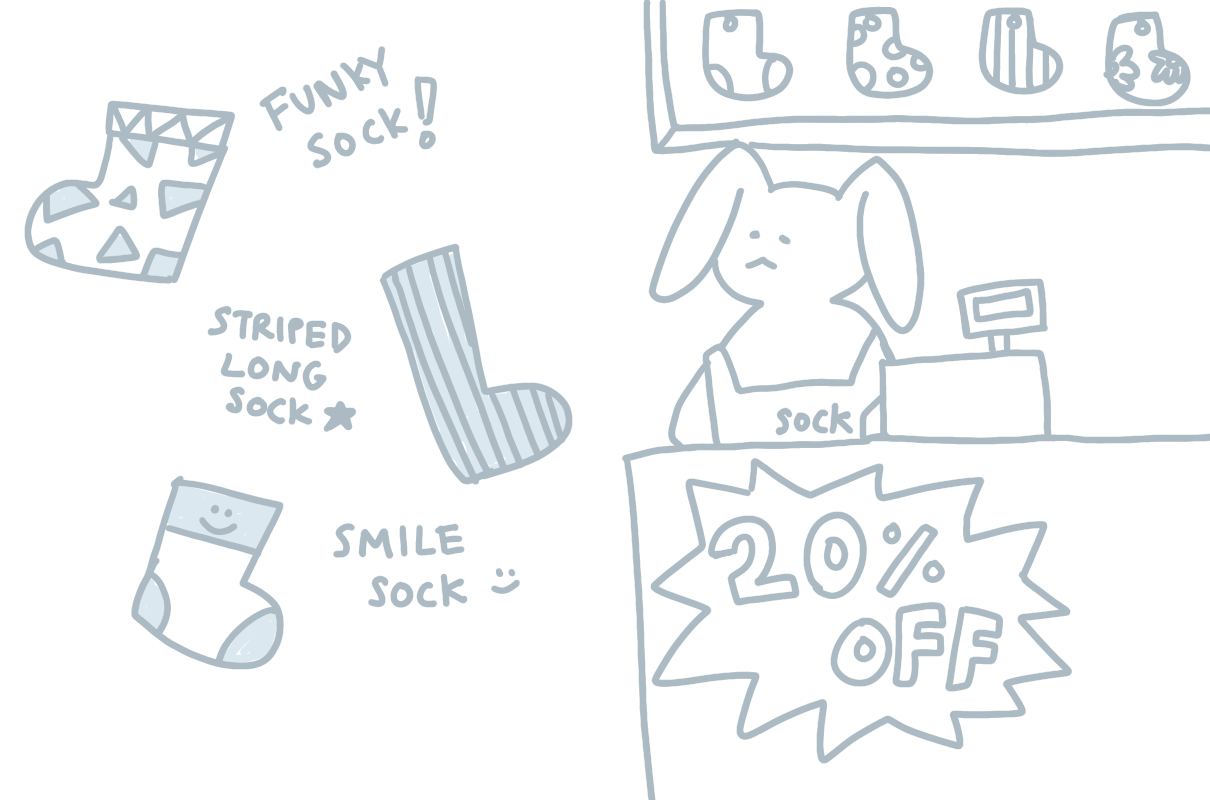 FUNKY
SOCK!
STRIPED
LONG
SOCK ★
SMILE
SOCK
SOCK
20%
OFF